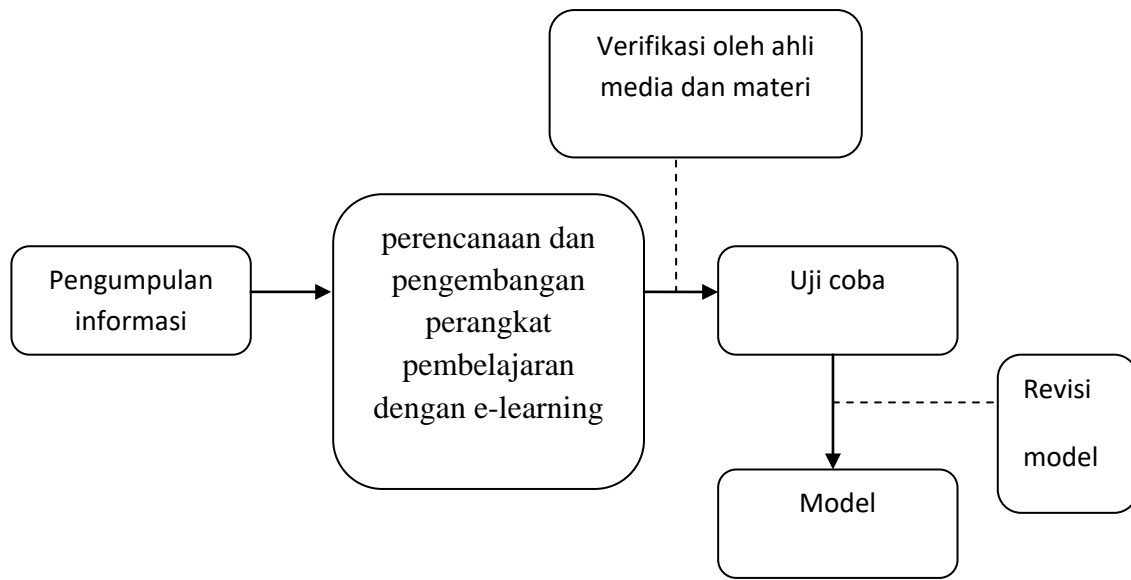 Verifikasi oleh ahli
media dan materi
perencanaan dan
pengembangan
perangkat
pembelajaran
dengan e-learning
Pengumpulan
informasi
Uji coba
Revisi
model
Model